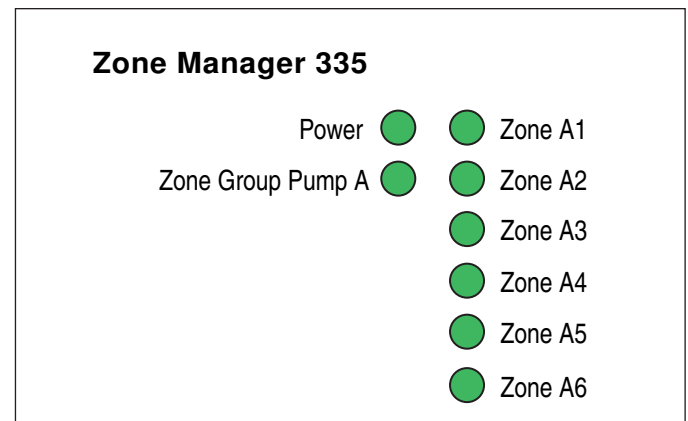 Zone Manager 335
Power
Zone A1
Zone Group Pump A
Zone A2
Zone A3
Zone A4
Zone A5
Zone A6